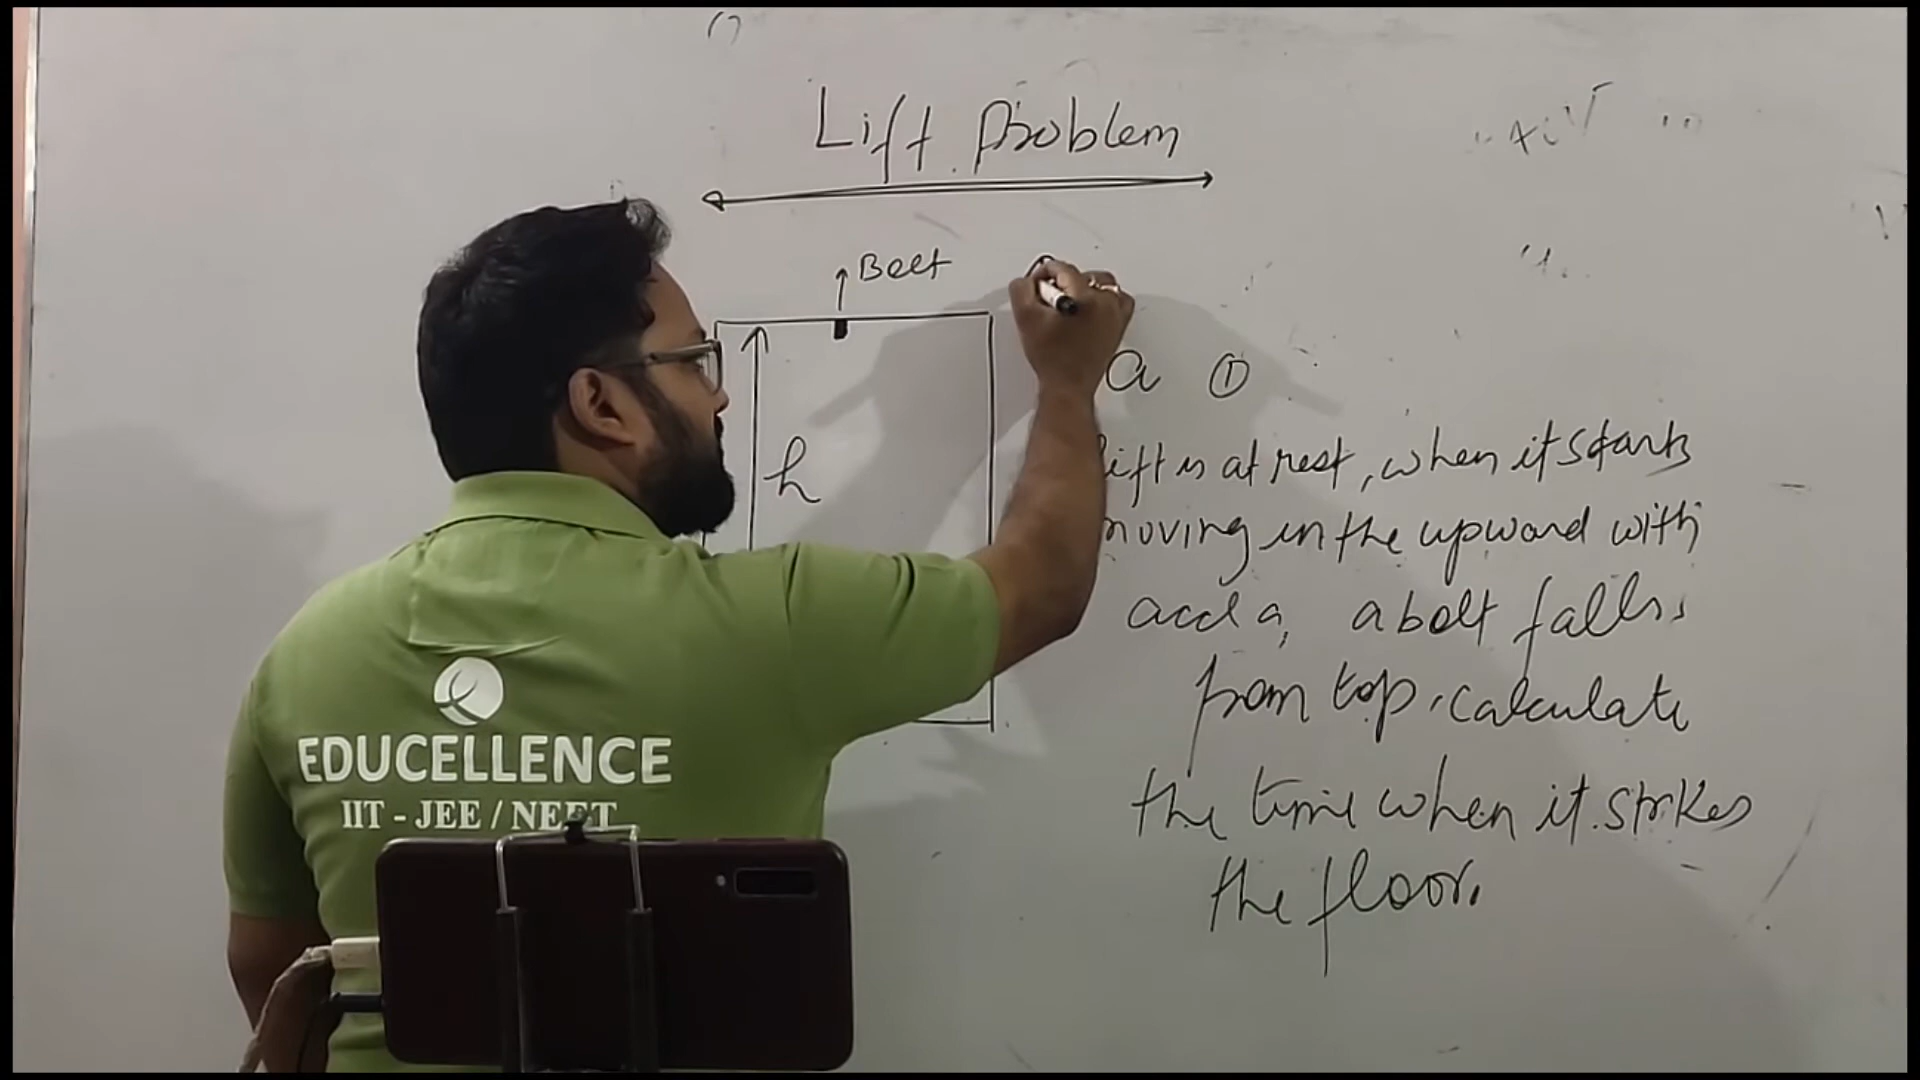 Lift Problem
Bolt
h
a ①
lift is at rest, when it starts
moving in the upward with
accl a, a bolt falls,
from top. calculate
the time when it strikes
the floor.
EDUCELLENCE
IIT - JEE / NEET